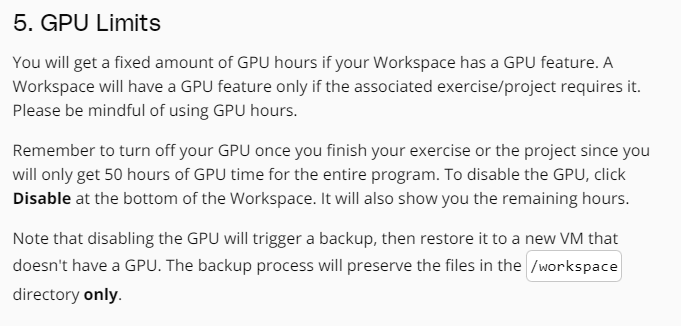 5. GPU Limits
You will get a fixed amount of GPU hours if your Workspace has a GPU feature. A
Workspace will have a GPU feature only if the associated exercise/project requires it.
Please be mindful of using GPU hours.
Remember to turn off your GPU once you finish your exercise or the project since you
will only get 50 hours of GPU time for the entire program. To disable the GPU, click
Disable at the bottom of the Workspace. It will also show you the remaining hours.
Note that disabling the GPU will trigger a backup, then restore it to a new VM that
doesn't have a GPU. The backup process will preserve the files in the /workspace
directory only.